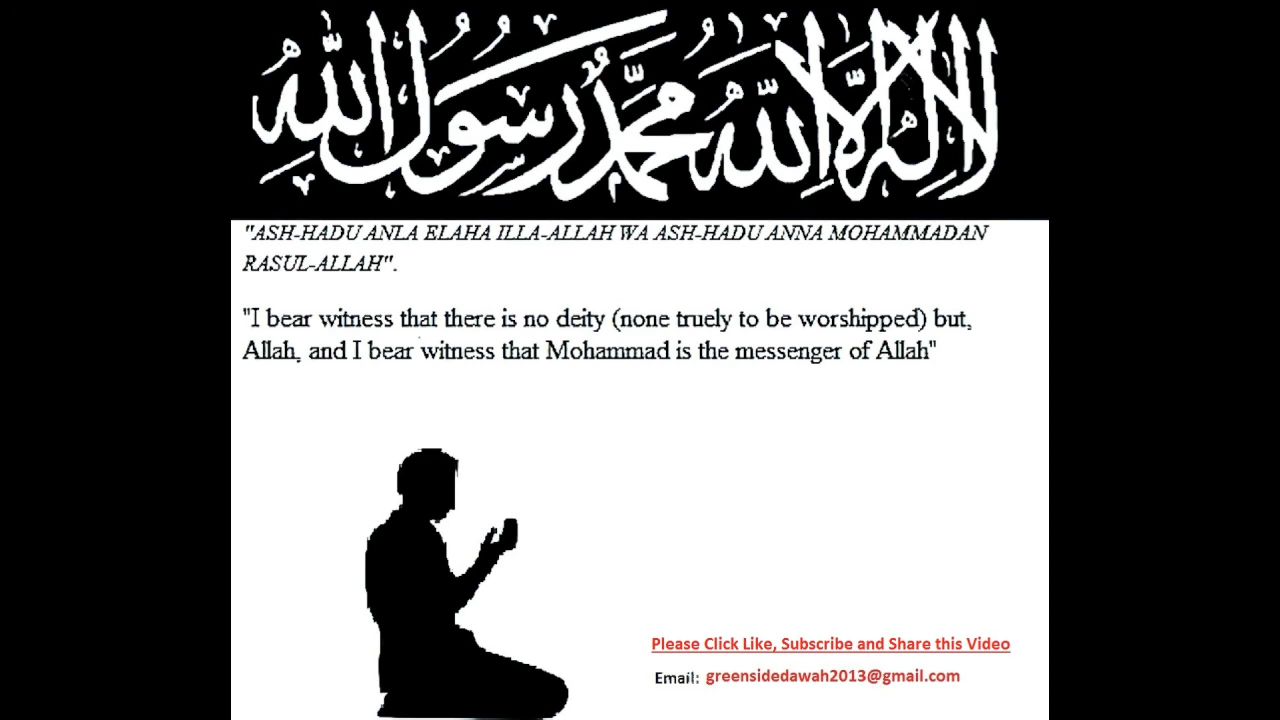 لا إله إلا الله محمد رسول الله
"ASH-HADU ANLA ELAHA ILLA-ALLAH WA ASH-HADU ANNA MOHAMMADAN
RASUL-ALLAH".
"I bear witness that there is no deity (none truely to be worshipped) but,
Allah, and I bear witness that Mohammad is the messenger of Allah"
Please Click Like, Subscribe and Share this Video
Email: greensidedawah2013@gmail.com